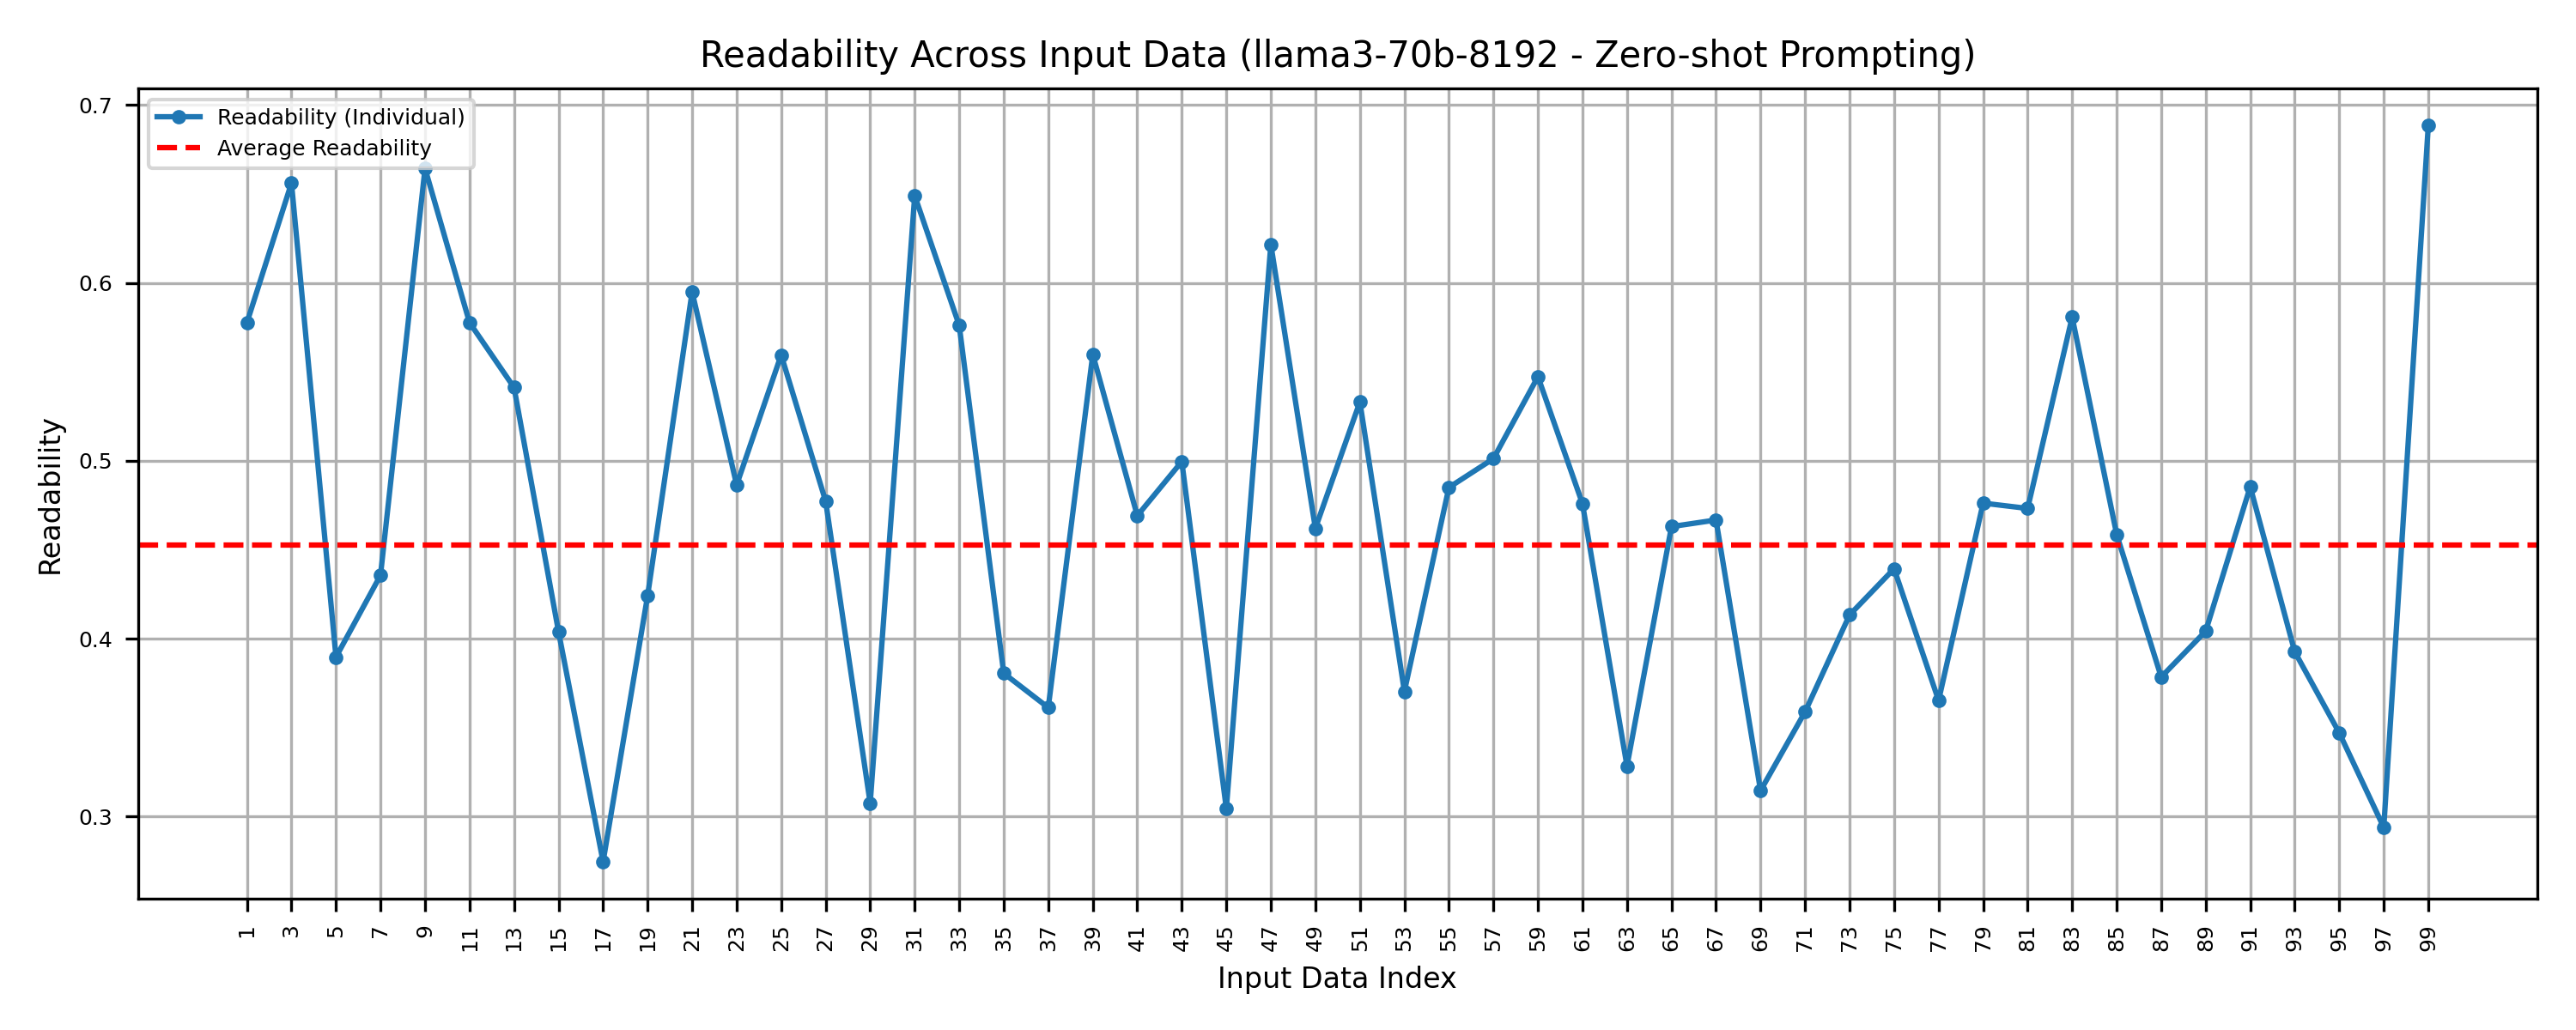 Readability Across Input Data (llama3-70b-8192 - Zero-shot Prompting)
Readability (Individual)
Average Readability
0.7
0.6
0.5
0.4
0.3
Readability
1 3 5 7 9 11 13 15 17 19 21 23 25 27 29 31 33 35 37 39 41 43 45 47 49 51 53 55 57 59 61 63 65 67 69 71 73 75 77 79 81 83 85 87 89 91 93 95 97 99
Input Data Index